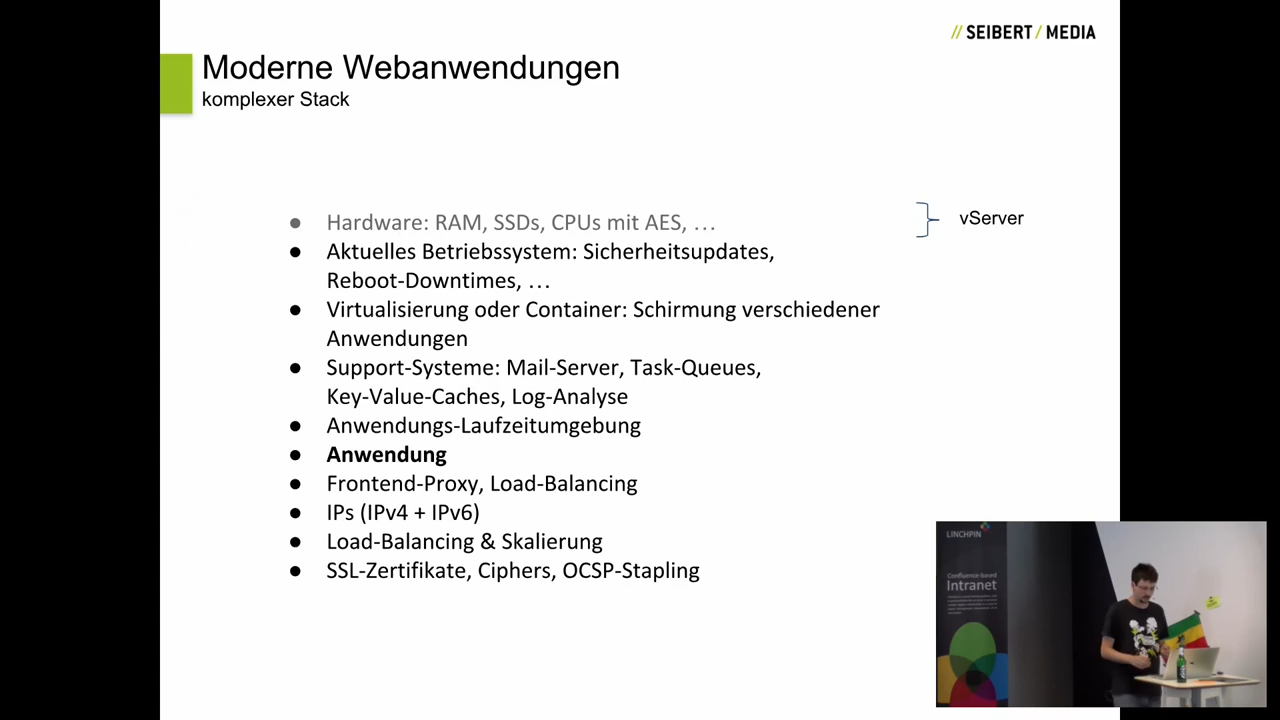 // SEIBERT / MEDIA
Moderne Webanwendungen
komplexer Stack
● Hardware: RAM, SSDs, CPUs mit AES, …
vServer
● Aktuelles Betriebssystem: Sicherheitsupdates,
Reboot-Downtimes, …
● Virtualisierung oder Container: Schirmung verschiedener
Anwendungen
● Support-Systeme: Mail-Server, Task-Queues,
Key-Value-Caches, Log-Analyse
● Anwendungs-Laufzeitumgebung
● Anwendung
● Frontend-Proxy, Load-Balancing
● IPs (IPv4 + IPv6)
● Load-Balancing & Skalierung
● SSL-Zertifikate, Ciphers, OCSP-Stapling
LINCHPIN
Confluence-based
Intranet